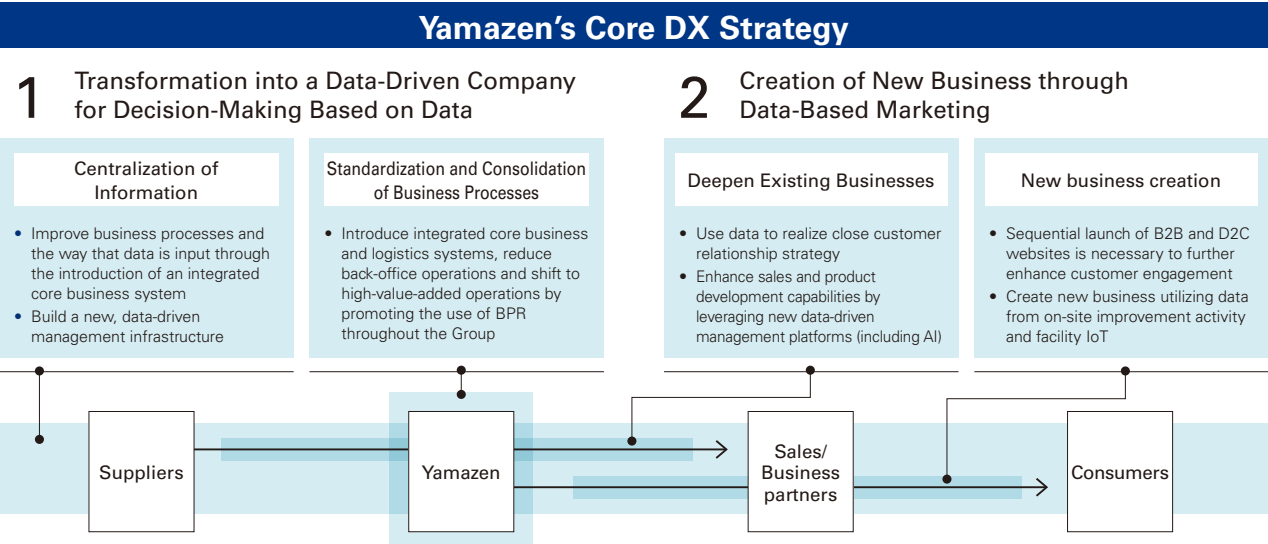 Yamazen's Core DX Strategy
1
Transformation into a Data-Driven Company
for Decision-Making Based on Data
2
Creation of New Business through
Data-Based Marketing
Centralization of
Information
• Improve business processes and
the way that data is input through
the introduction of an integrated
core business system
• Build a new, data-driven
management infrastructure
Standardization and Consolidation
of Business Processes
• Introduce integrated core business
and logistics systems, reduce
back-office operations and shift to
high-value-added operations by
promoting the use of BPR
throughout the Group
Deepen Existing Businesses
• Use data to realize close customer
relationship strategy
• Enhance sales and product
development capabilities by
leveraging new data-driven
management platforms (including AI)
New business creation
• Sequential launch of B2B and D2C
websites is necessary to further
enhance customer engagement
• Create new business utilizing data
from on-site improvement activity
and facility IoT
Suppliers
Yamazen
Sales/
Business
partners
Consumers